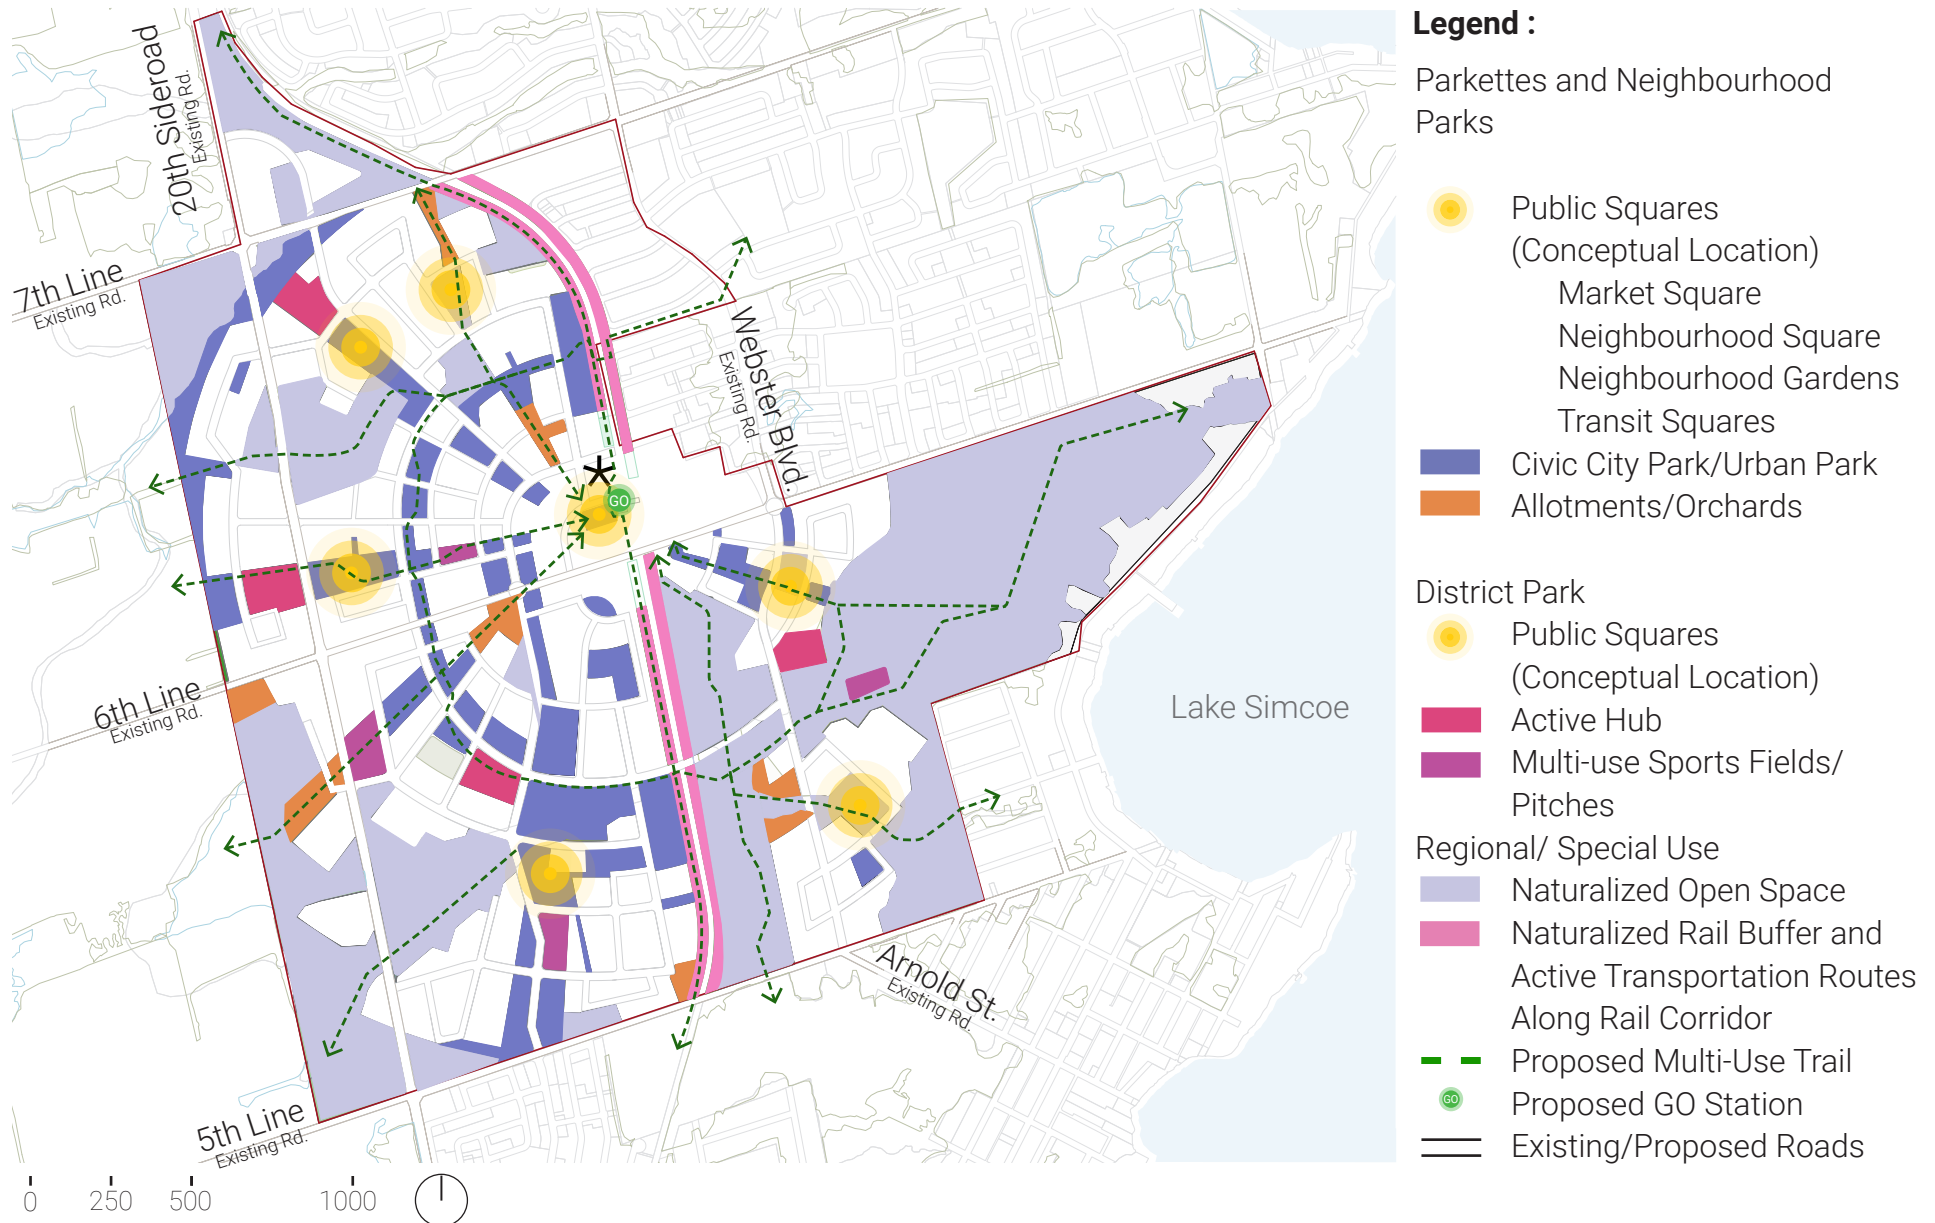 Legend :
Parkettes and Neighbourhood
Parks
Public Squares
(Conceptual Location)
Market Square
Neighbourhood Square
Neighbourhood Gardens
Transit Squares
Civic City Park/Urban Park
Allotments/Orchards
District Park
Public Squares
(Conceptual Location)
Active Hub
Multi-use Sports Fields/
Pitches
Regional/ Special Use
Naturalized Open Space
Naturalized Rail Buffer and
Active Transportation Routes
Along Rail Corridor
Proposed Multi-Use Trail
GO
Proposed GO Station
Existing/Proposed Roads
20th Sideroad
Existing Rd.
7th Line
Existing Rd.
Webster Blvd.
Existing Rd.
GO
6th Line
Existing Rd.
Lake Simcoe
Arnold St.
Existing Rd.
5th Line
Existing Rd.
0 250 500 1000